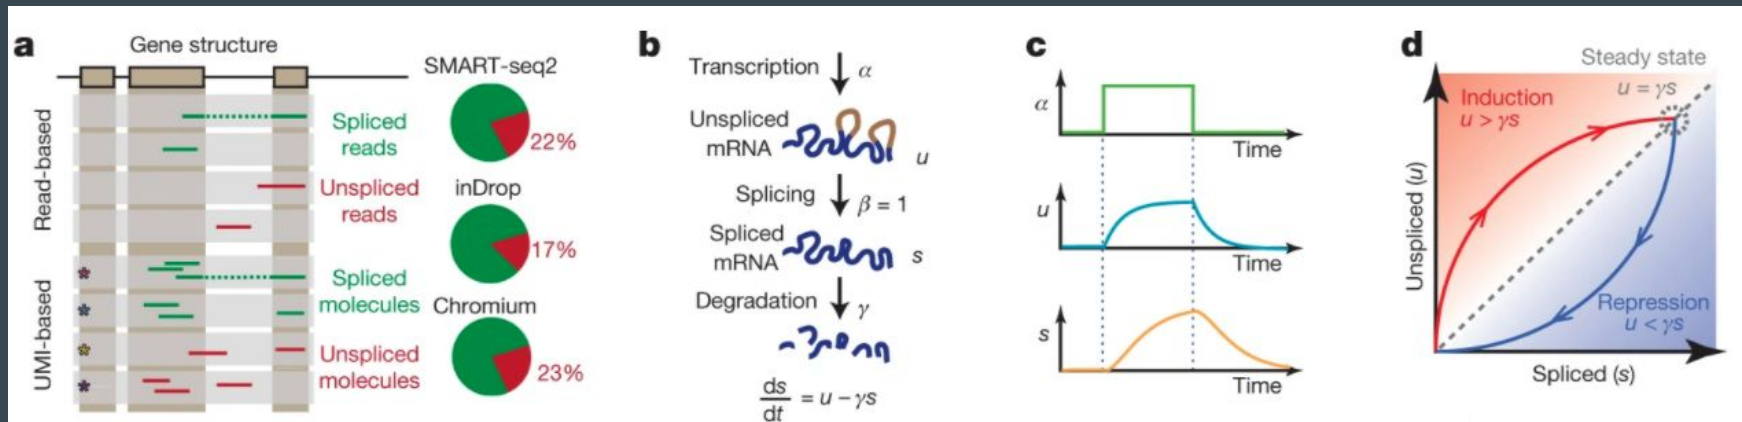 a
Gene structure
Read-based
UMI-based
Spliced
reads
Unspliced
reads
Spliced
molecules
Unspliced
molecules
*
*
*
*
SMART-seq2
22%
inDrop
17%
Chromium
23%
b
Transcription
α
Unspliced
mRNA
u
Splicing
β = 1
Spliced
mRNA
s
Degradation
γ
ds/dt = u − γs
c
α
Time
u
Time
s
Time
d
Steady state
u = γs
Induction
u > γs
Repression
u < γs
Unspliced (u)
Spliced (s)